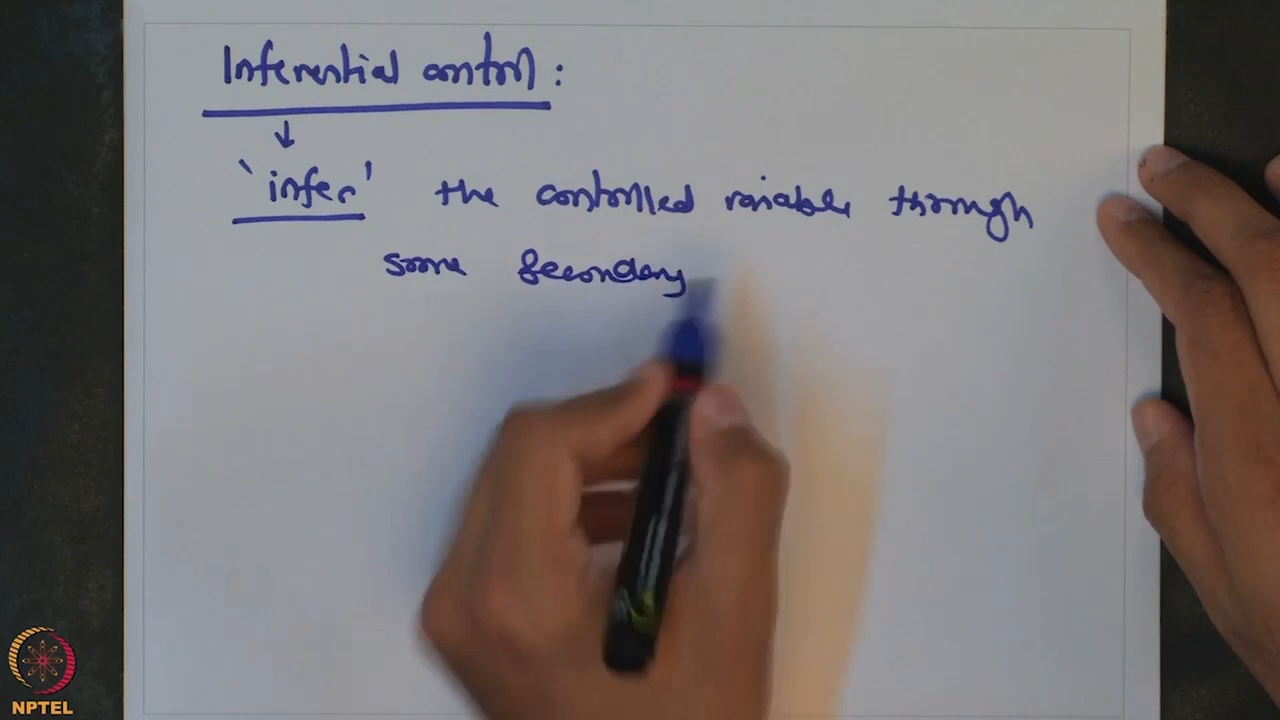 Inferential control :
'infer' the controlled variable through
some secondary
NPTEL